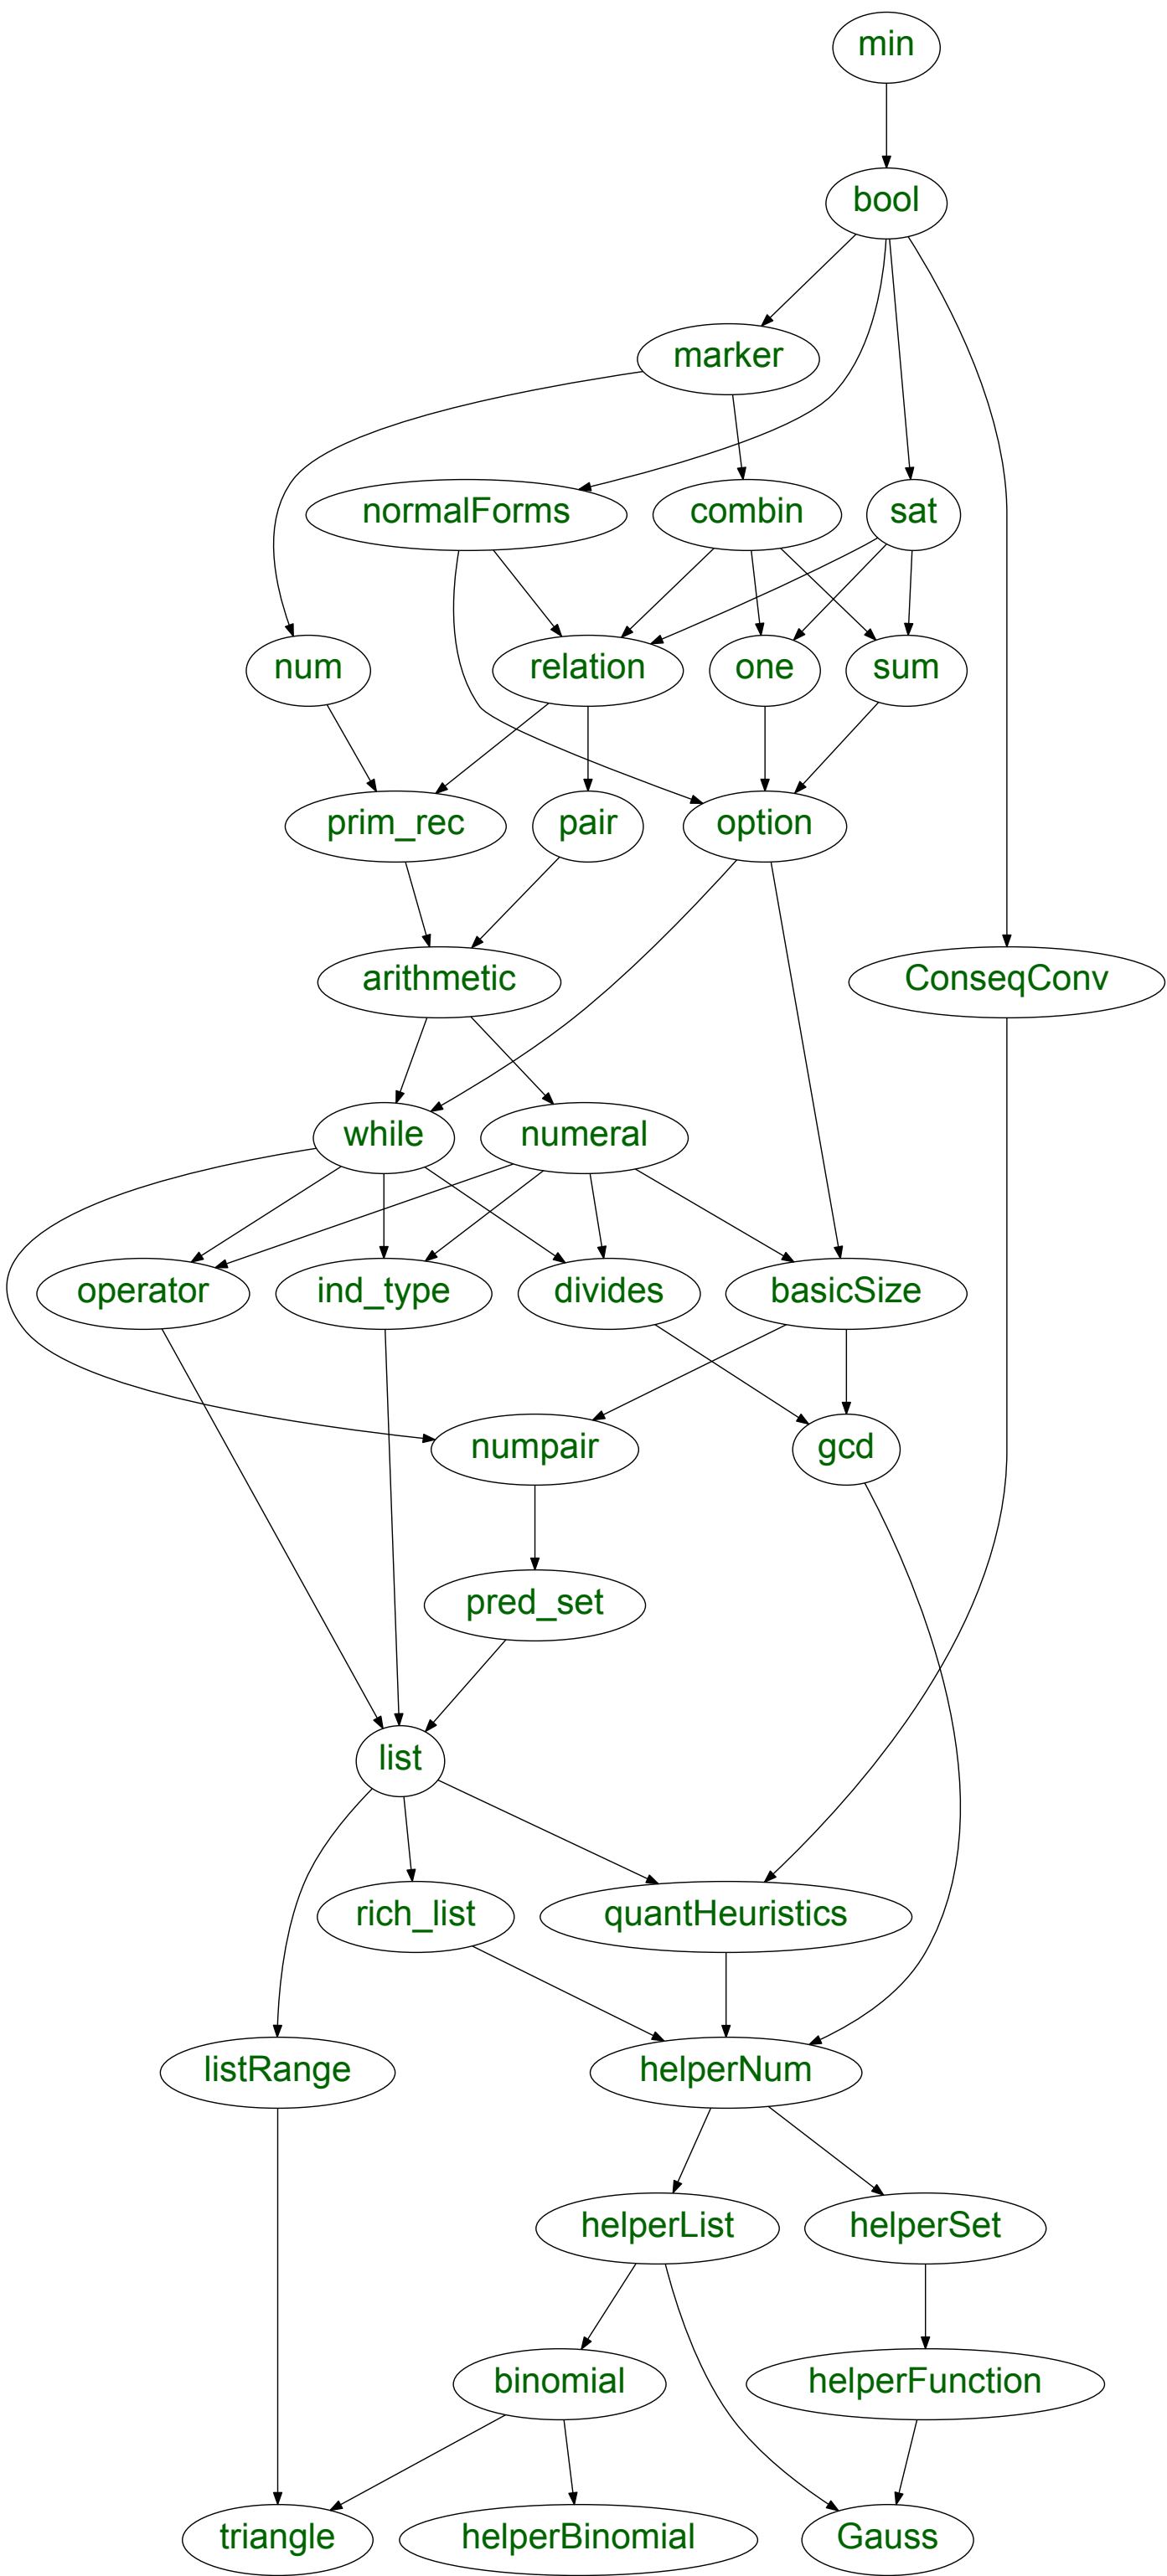 min
bool
marker
normalForms
combin
sat
num
relation
one
sum
prim_rec
pair
option
arithmetic
ConseqConv
while
numeral
operator
ind_type
divides
basicSize
numpair
gcd
pred_set
list
rich_list
quantHeuristics
listRange
helperNum
helperList
helperSet
binomial
helperFunction
triangle
helperBinomial
Gauss